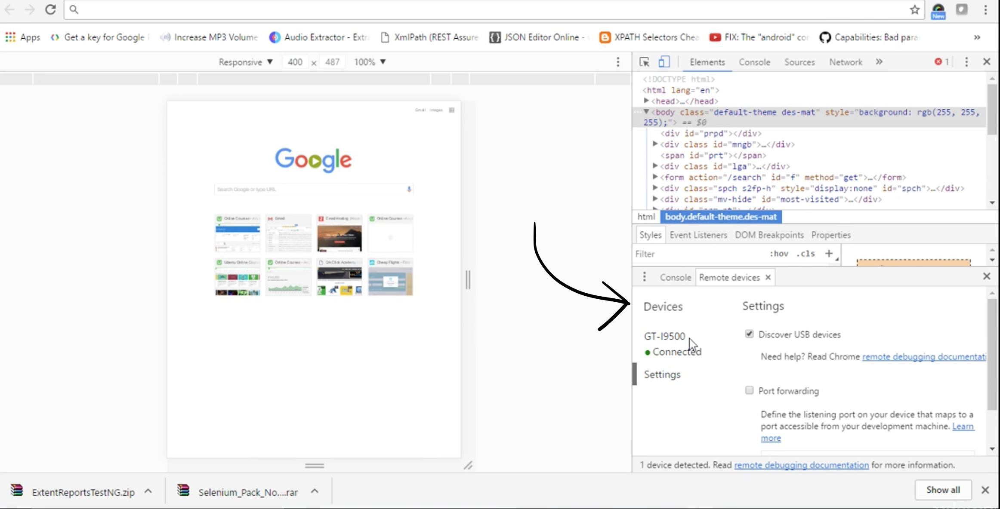 Apps Get a key for Google Increase MP3 Volume Audio Extractor - Extr XmlPath (REST Assure JSON Editor Online - XPATH Selectors Chea FIX: The "android" con Capabilities: Bad para »
New
Responsive ▼ 400 x 487 100% ▼
Elements Console Sources Network » 1
<!DOCTYPE html>
<html lang="en">
▶<head>…</head>
…▼<body class="default-theme des-mat" style="background: rgb(255, 255,
255);"> == $0
<div id="prpd"></div>
▶<div class id="mngb">…</div>
<span id="prt"></span>
▶<div class id="lga">…</div>
▶<form action="/search" id="f" method="get">…</form>
▶<div class="spch s2fp-h" style="display:none" id="spch">…</div>
▶<div class="mv-hide" id="most-visited">…</div>
html body.default-theme.des-mat
Styles Event Listeners DOM Breakpoints Properties
Filter :hov .cls +
Console Remote devices ×
Devices
GT-I9500
Connected
Settings
Settings
Discover USB devices
Need help? Read Chrome remote debugging documentati
Port forwarding
Define the listening port on your device that maps to a
port accessible from your development machine. Learn
more
1 device detected. Read remote debugging documentation for more information.
Gmail Images
Google
Search Google or type URL
Online Courses - Gmail Email Hosting | Online Courses -
Udemy Online Online Courses - QA Click Academy Cheap Flights -
ExtentReportsTestNG.zip Selenium_Pack_No....rar Show all